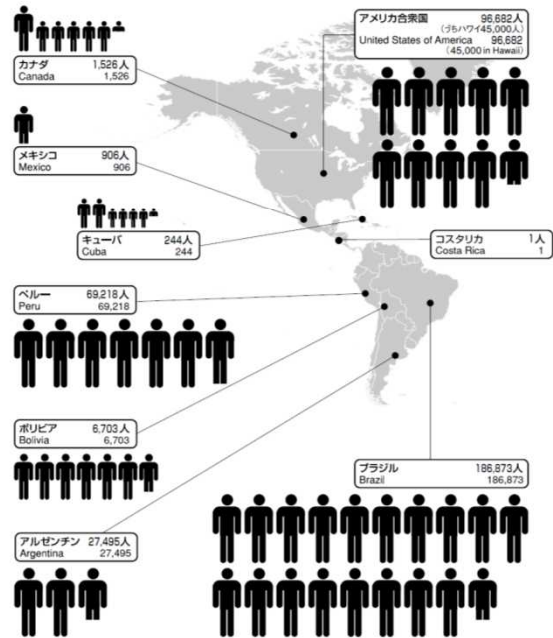 カナダ 1,526人
Canada 1,526
アメリカ合衆国 96,682人
(うちハワイ45,000人)
United States of America 96,682
(45,000 in Hawaii)
メキシコ 906人
Mexico 906
キューバ 244人
Cuba 244
コスタリカ 1人
Costa Rica 1
ペルー 69,218人
Peru 69,218
ボリビア 6,703人
Bolivia 6,703
ブラジル 186,873人
Brazil 186,873
アルゼンチン 27,495人
Argentina 27,495